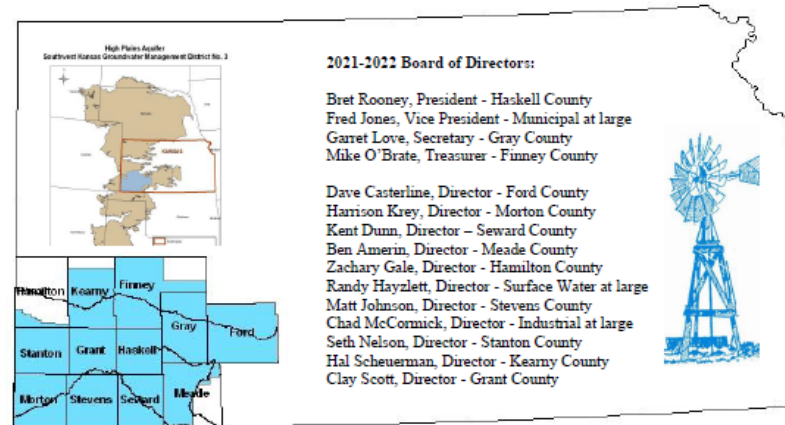 High Plains Aquifer
Southwest Kansas Groundwater Management District No. 3
KANSAS
2021-2022 Board of Directors:
Bret Rooney, President - Haskell County
Fred Jones, Vice President - Municipal at large
Garret Love, Secretary - Gray County
Mike O’Brate, Treasurer - Finney County
Dave Casterline, Director - Ford County
Harrison Krey, Director - Morton County
Kent Dunn, Director – Seward County
Ben Amerin, Director - Meade County
Zachary Gale, Director - Hamilton County
Randy Hayzlett, Director - Surface Water at large
Matt Johnson, Director - Stevens County
Chad McCormick, Director - Industrial at large
Seth Nelson, Director - Stanton County
Hal Scheuerman, Director - Kearny County
Clay Scott, Director - Grant County
Hamilton Kearny Finney
Gray Ford
Stanton Grant Haskell
Morton Stevens Seward Meade